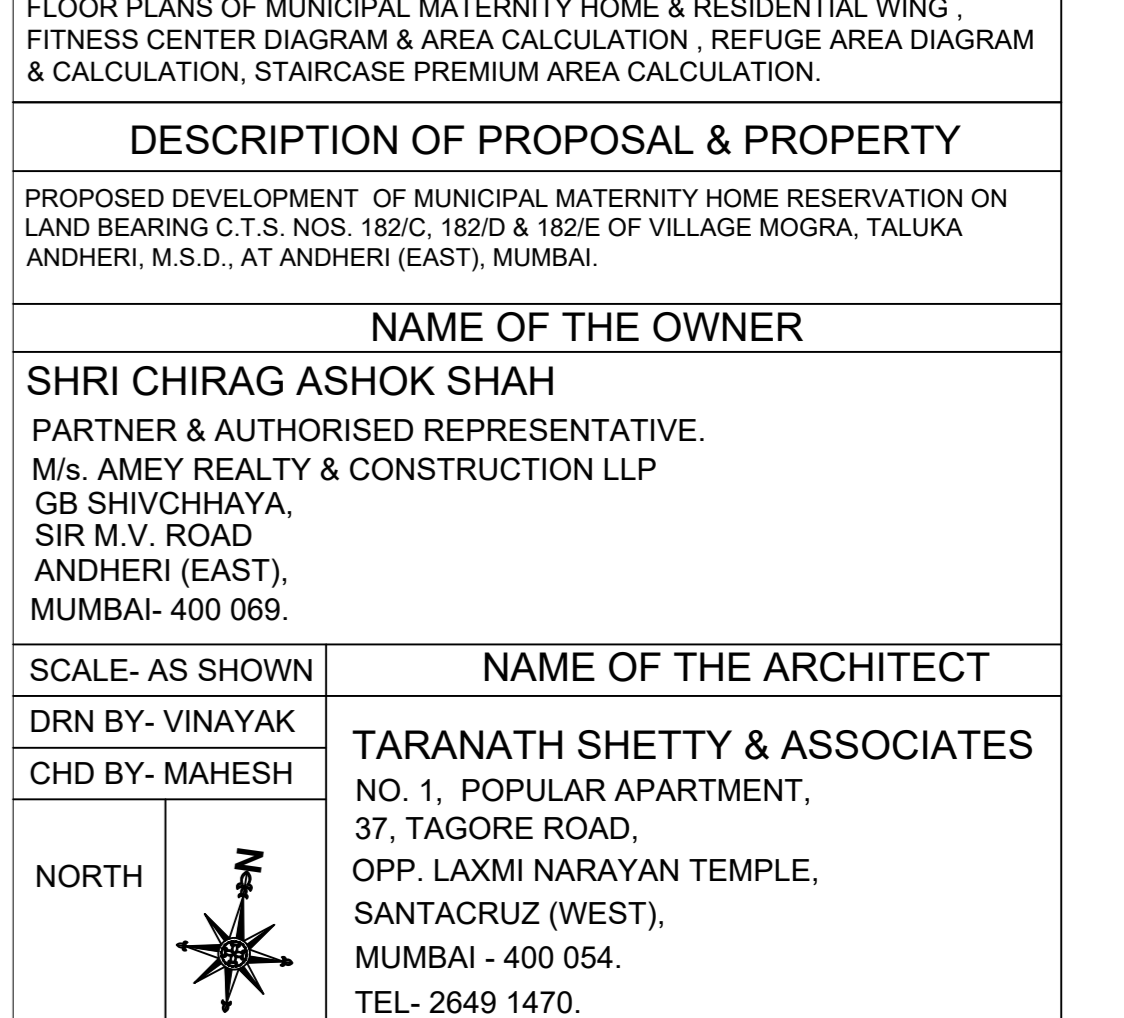 FLOOR PLANS OF MUNICIPAL MATERNITY HOME & RESIDENTIAL WING ,
FITNESS CENTER DIAGRAM & AREA CALCULATION , REFUGE AREA DIAGRAM
& CALCULATION, STAIRCASE PREMIUM AREA CALCULATION.
DESCRIPTION OF PROPOSAL & PROPERTY
PROPOSED DEVELOPMENT OF MUNICIPAL MATERNITY HOME RESERVATION ON
LAND BEARING C.T.S. NOS. 182/C, 182/D & 182/E OF VILLAGE MOGRA, TALUKA
ANDHERI, M.S.D., AT ANDHERI (EAST), MUMBAI.
NAME OF THE OWNER
SHRI CHIRAG ASHOK SHAH
PARTNER & AUTHORISED REPRESENTATIVE.
M/s. AMEY REALTY & CONSTRUCTION LLP
GB SHIVCHHAYA,
SIR M.V. ROAD
ANDHERI (EAST),
MUMBAI- 400 069.
SCALE- AS SHOWN
DRN BY- VINAYAK
CHD BY- MAHESH
NORTH
N
NAME OF THE ARCHITECT
TARANATH SHETTY & ASSOCIATES
NO. 1, POPULAR APARTMENT,
37, TAGORE ROAD,
OPP. LAXMI NARAYAN TEMPLE,
SANTACRUZ (WEST),
MUMBAI - 400 054.
TEL- 2649 1470.